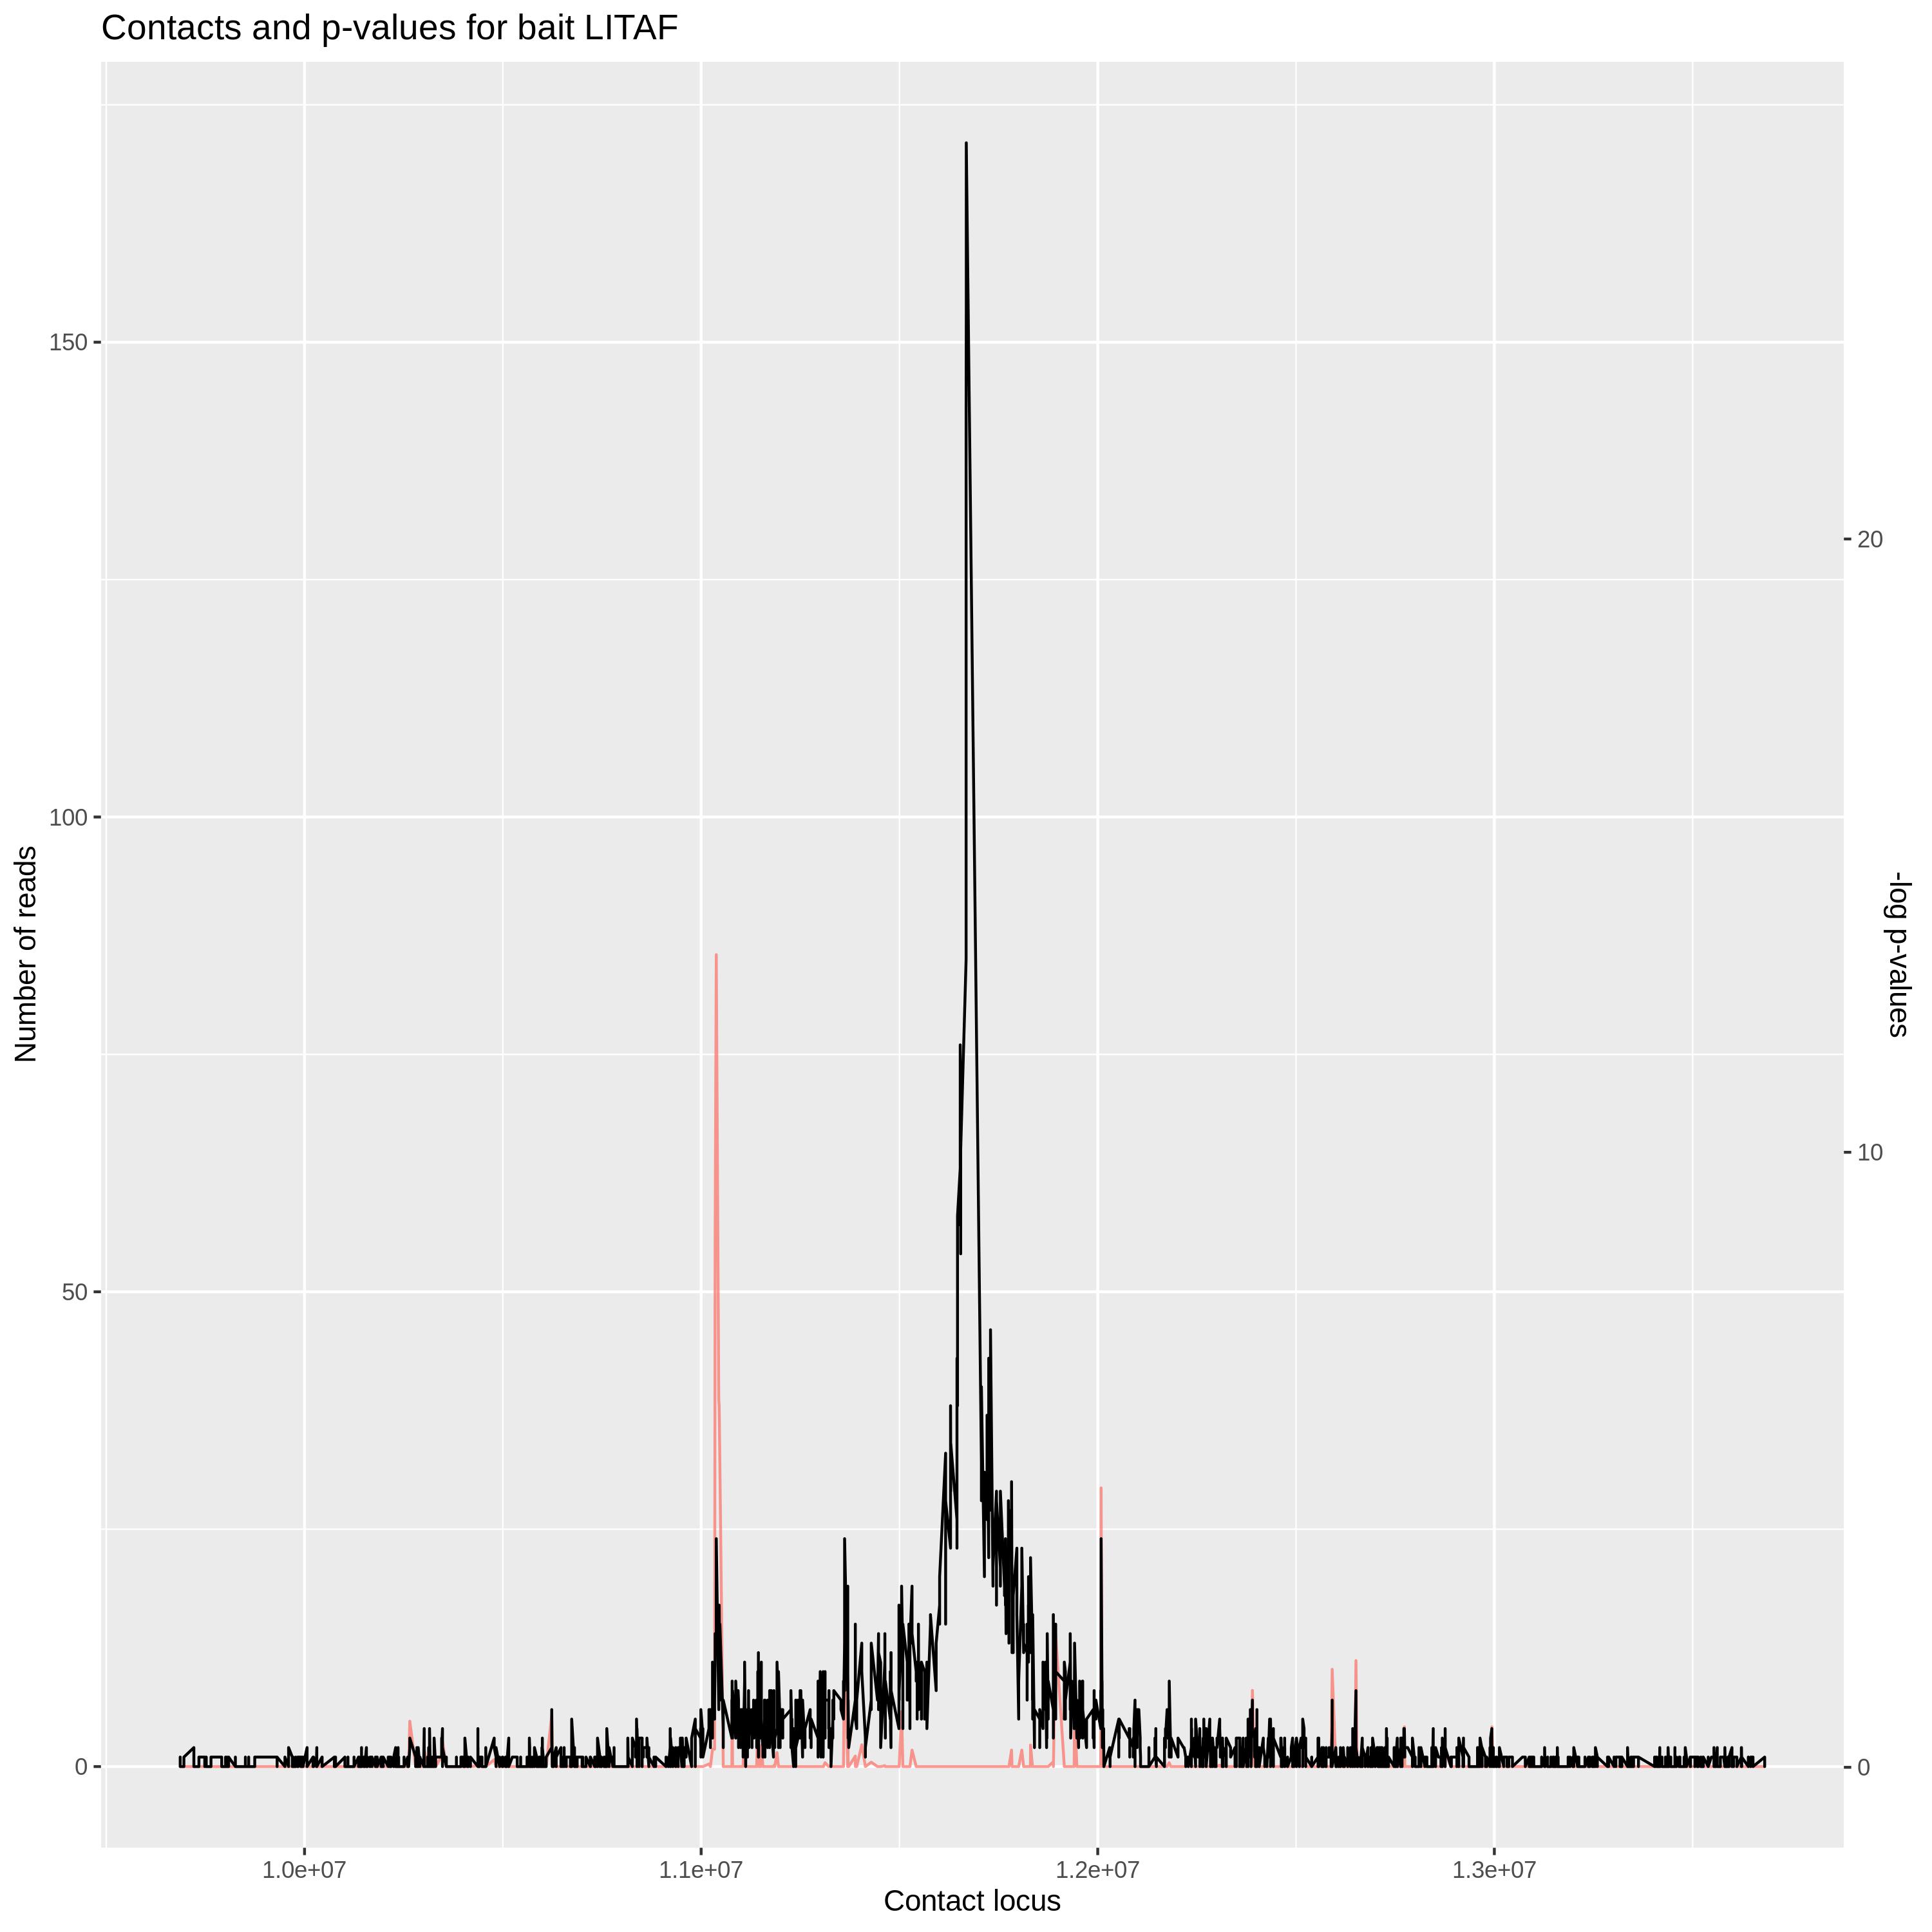 Contacts and p-values for bait LITAF
150
100
50
0
Number of reads
20
10
0
-log p-values
1.0e+07
1.1e+07
1.2e+07
1.3e+07
Contact locus